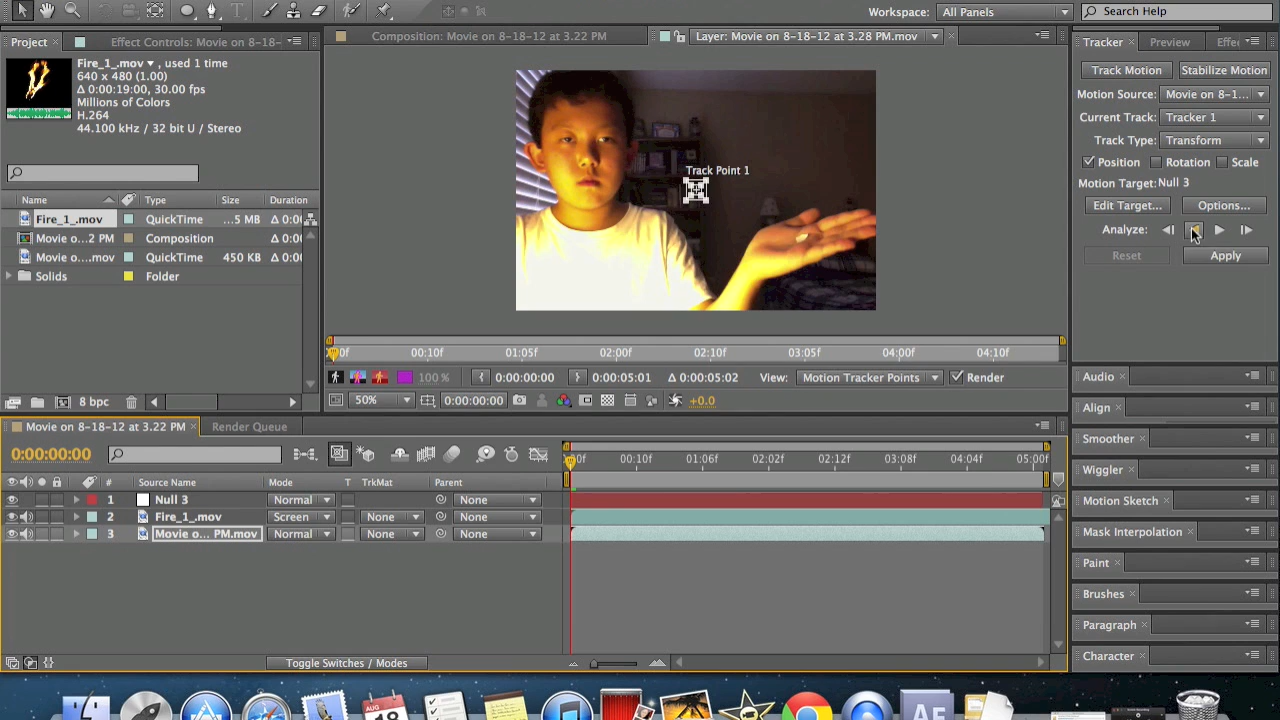 Workspace: All Panels Search Help
Project × Effect Controls: Movie on 8-18-
Composition: Movie on 8-18-12 at 3.22 PM
Layer: Movie on 8-18-12 at 3.28 PM.mov ×
Tracker × Preview Effe
Fire_1_.mov , used 1 time
640 x 480 (1.00)
Δ 0:00:19:00, 30.00 fps
Millions of Colors
H.264
44.100 kHz / 32 bit U / Stereo
Track Motion Stabilize Motion
Motion Source: Movie on 8-1...
Current Track: Tracker 1
Track Type: Transform
Position Rotation Scale
Motion Target: Null 3
Edit Target... Options...
Analyze:
Reset Apply
Track Point 1
Name Type Size Duration
Fire_1_.mov QuickTime ...5 MB 0:0
Movie o...2 PM Composition 0:0
Movie o....mov QuickTime 450 KB 0:0
Solids Folder
8 bpc
0f 00:10f 01:05f 02:00f 02:10f 03:05f 04:00f 04:10f
100 % 0:00:00:00 0:00:05:01 Δ 0:00:05:02 View: Motion Tracker Points Render
50% 0:00:00:00 +0.0
Audio ×
Align ×
Smoother ×
Wiggler ×
Motion Sketch ×
Mask Interpolation ×
Paint ×
Brushes ×
Paragraph ×
Character ×
Movie on 8-18-12 at 3.22 PM × Render Queue
0:00:00:00
0f 00:10f 01:06f 02:02f 02:12f 03:08f 04:04f 05:00f
# Source Name Mode T TrkMat Parent
1 Null 3 Normal None
2 Fire_1_.mov Screen None None
3 Movie o... PM.mov Normal None None
Toggle Switches / Modes
AE